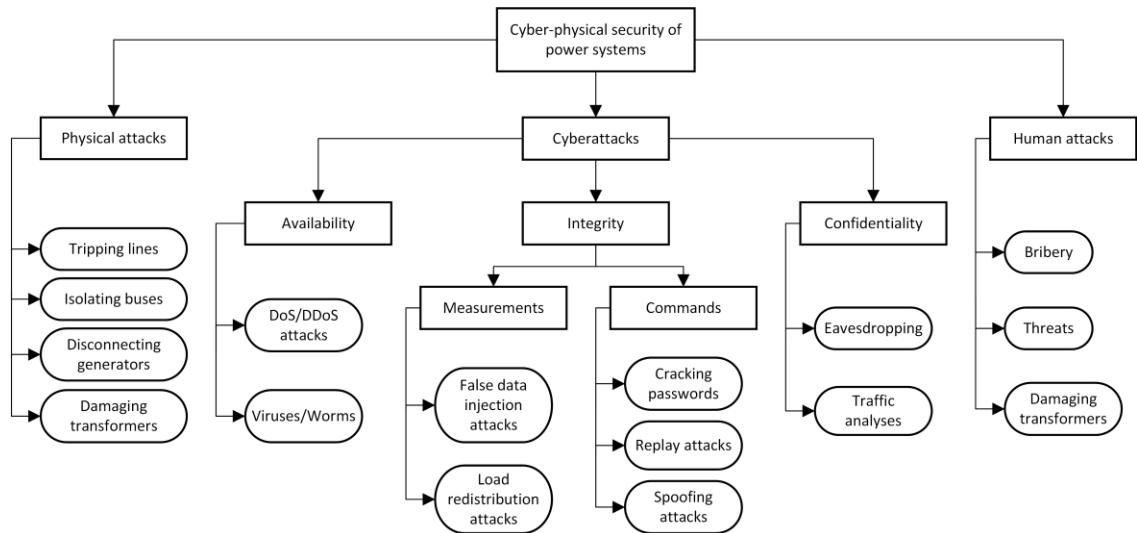 Cyber-physical security of
power systems
Physical attacks
Cyberattacks
Human attacks
Availability
Integrity
Confidentiality
Tripping lines
Isolating buses
Disconnecting
generators
Damaging
transformers
DoS/DDoS
attacks
Viruses/Worms
Measurements
Commands
False data
injection
attacks
Load
redistribution
attacks
Cracking
passwords
Replay attacks
Spoofing
attacks
Eavesdropping
Traffic
analyses
Bribery
Threats
Damaging
transformers